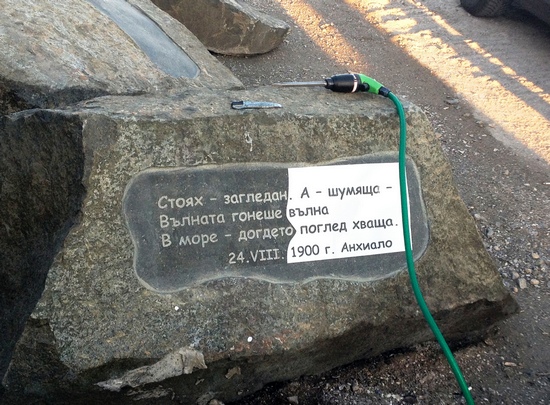 Стоях - загледан. А - шумяща -
Вълната гонеше вълна
В море - догдето поглед хваща.
24.VIII. 1900 г. Анхиало